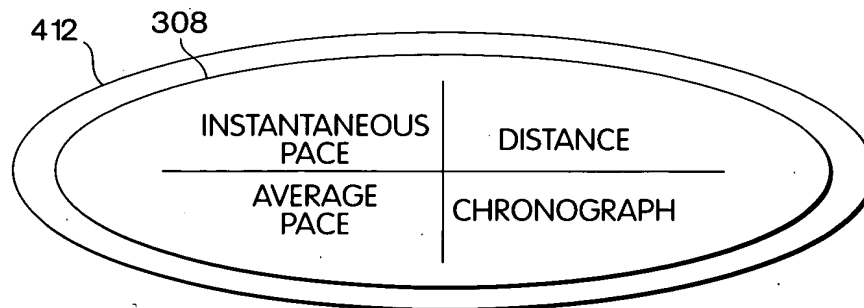 412
308
INSTANTANEOUS
PACE
DISTANCE
AVERAGE
PACE
CHRONOGRAPH